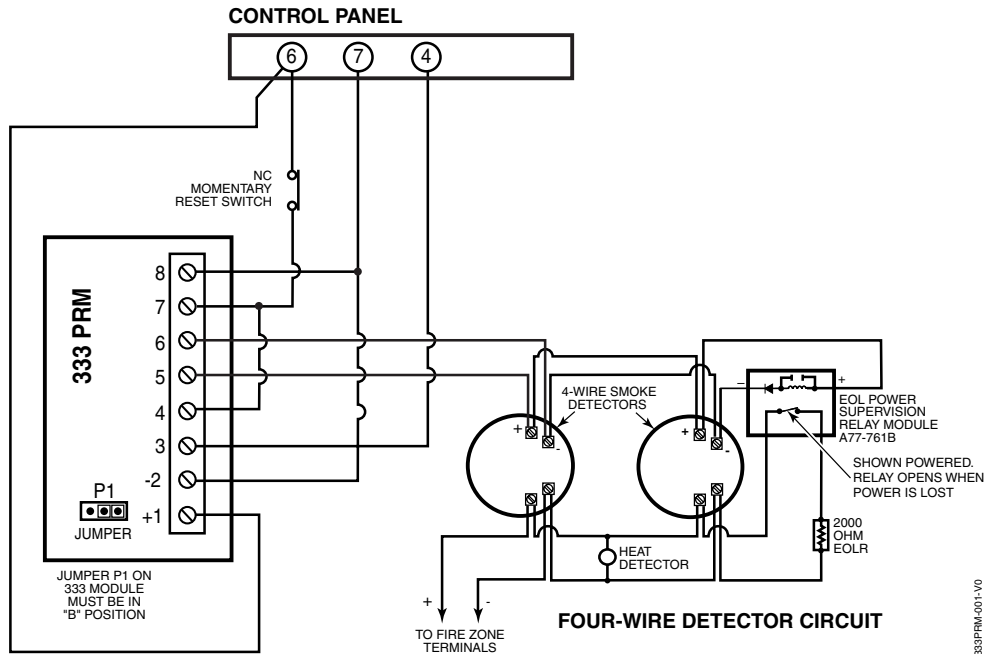 CONTROL PANEL
6 7 4
NC
MOMENTARY
RESET SWITCH
333 PRM
8
7
6
5
4
3
-2
+1
P1
JUMPER
JUMPER P1 ON
333 MODULE
MUST BE IN
"B" POSITION
4-WIRE SMOKE
DETECTORS
+
-
+
-
- +
EOL POWER
SUPERVISION
RELAY MODULE
A77-761B
SHOWN POWERED.
RELAY OPENS WHEN
POWER IS LOST
2000
OHM
EOLR
HEAT
DETECTOR
+ -
TO FIRE ZONE
TERMINALS
FOUR-WIRE DETECTOR CIRCUIT
333PRM-001-V0